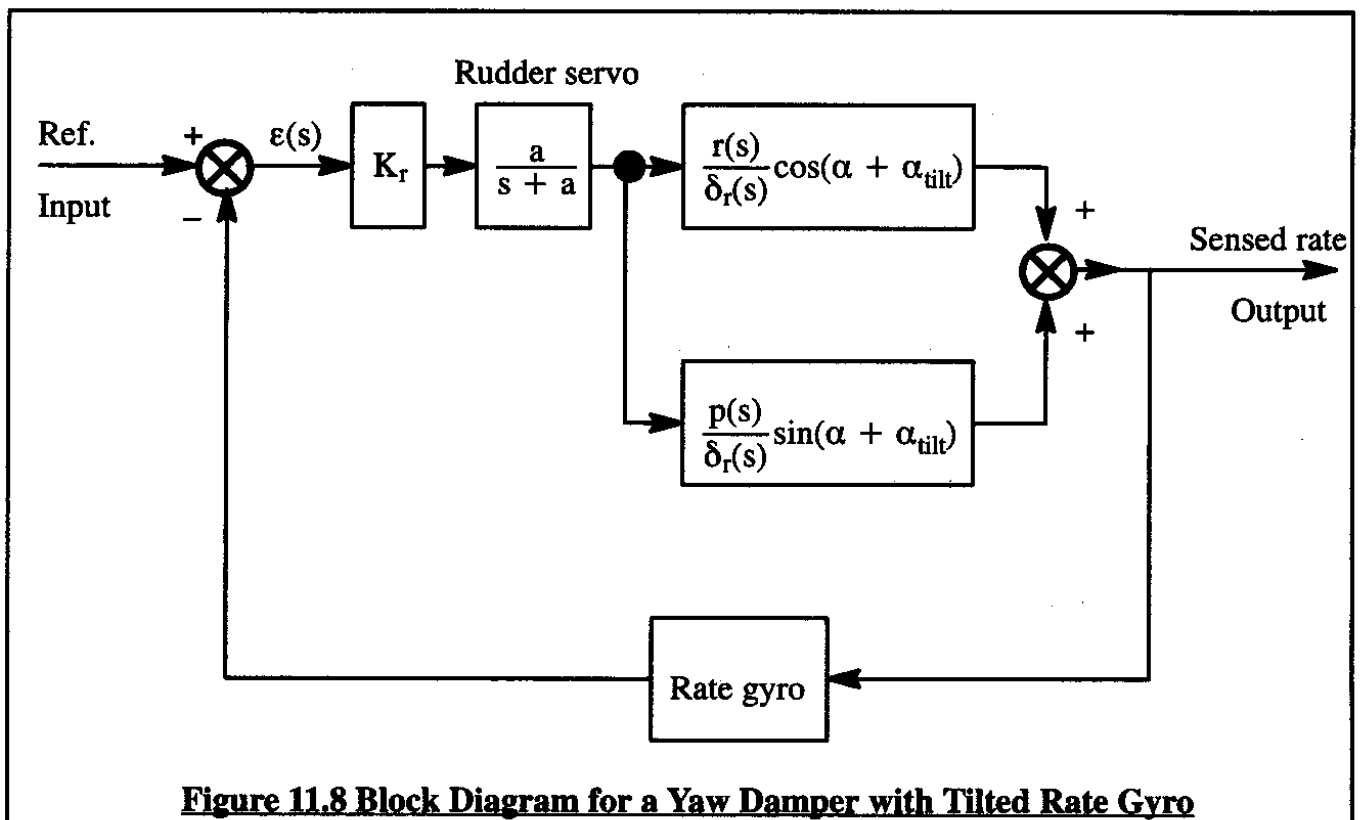 Rudder servo
Ref.
Input
+
−
ε(s)
K_r
a
s + a
r(s)
δ_r(s)
cos(α + α_tilt)
p(s)
δ_r(s)
sin(α + α_tilt)
+
+
Sensed rate
Output
Rate gyro
Figure 11.8 Block Diagram for a Yaw Damper with Tilted Rate Gyro